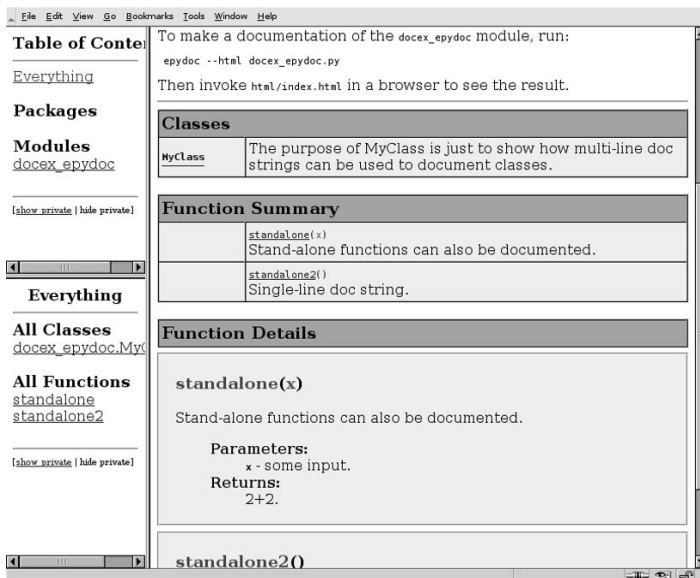 File Edit View Go Bookmarks Tools Window Help
Table of Conte
Everything
Packages
Modules
docex_epydoc
[show private | hide private]
Everything
All Classes
docex_epydoc.My
All Functions
standalone
standalone2
[show private | hide private]
To make a documentation of the docex_epydoc module, run:
epydoc --html docex_epydoc.py
Then invoke html/index.html in a browser to see the result.
Classes
MyClass
The purpose of MyClass is just to show how multi-line doc
strings can be used to document classes.
Function Summary
standalone(x)
Stand-alone functions can also be documented.
standalone2()
Single-line doc string.
Function Details
standalone(x)
Stand-alone functions can also be documented.
Parameters:
x - some input.
Returns:
2+2.
standalone2()